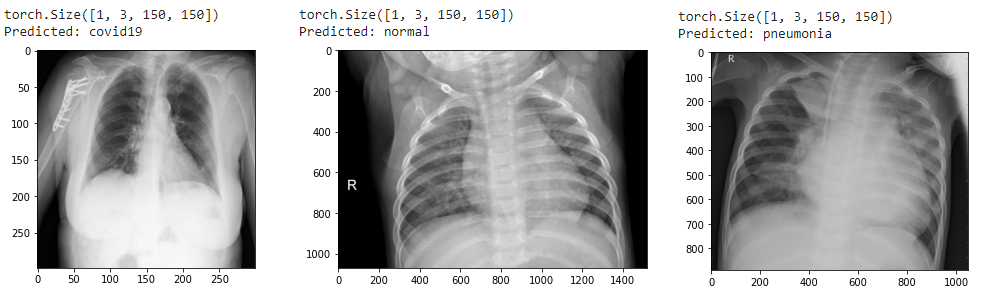 torch.Size([1, 3, 150, 150])
Predicted: covid19
0
50
100
150
200
250
0 50 100 150 200 250
torch.Size([1, 3, 150, 150])
Predicted: normal
0
200
400
600
800
1000
R
0 200 400 600 800 1000 1200 1400
torch.Size([1, 3, 150, 150])
Predicted: pneumonia
0
100
200
300
400
500
600
700
800
R
0 200 400 600 800 1000